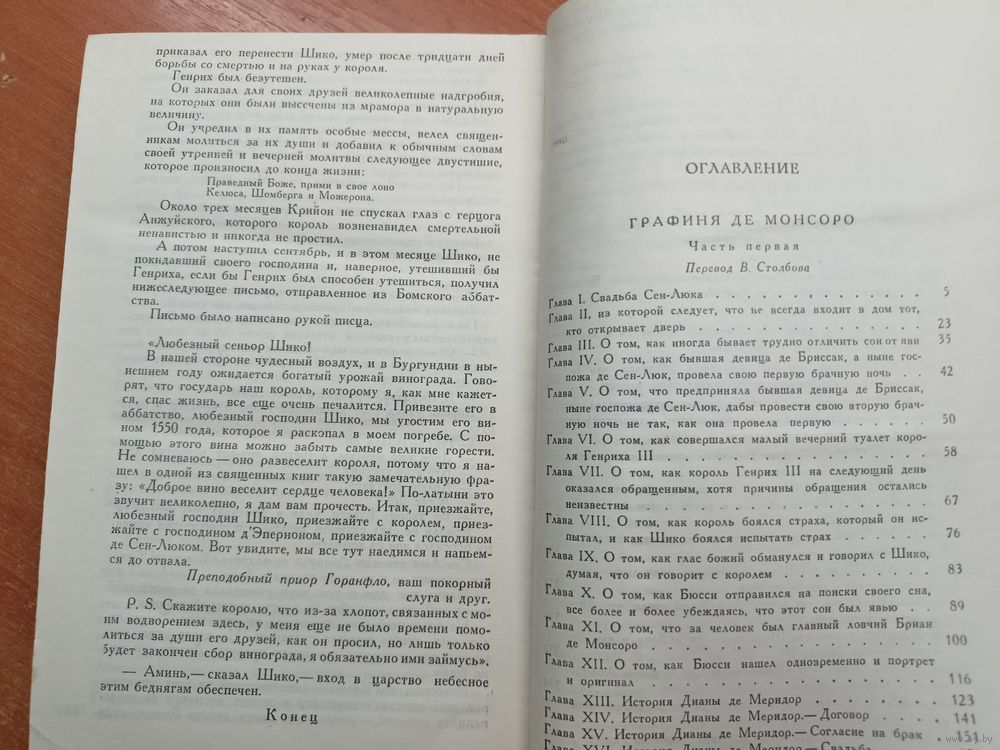 приказал его перенести Шико, умер после тридцати дней
борьбы со смертью и на руках у короля.
Генрих был безутешен.
Он заказал для своих друзей великолепные надгробия,
на которых они были высечены из мрамора в натуральную
величину.
Он учредил в их память особые мессы, велел священ-
никам молиться за их души и добавил к обычным словам
своей утренней и вечерней молитвы следующее двустишие,
которое произносил до конца жизни:
Праведный Боже, прими в свое лоно
Келюса, Шомберга и Можерона.
Около трех месяцев Крийон не спускал глаз с герцога
Анжуйского, которого король возненавидел смертельной
ненавистью и никогда не простил.
А потом наступил сентябрь, и в этом месяце Шико, не
покидавший своего господина и, наверное, утешивший бы
Генриха, если бы Генрих был способен утешиться, получил
нижеследующее письмо, отправленное из Бомского аббат-
ства.
Письмо было написано рукой писца.
«Любезный сеньор Шико!
В нашей стороне чудесный воздух, и в Бургундии в ны-
нешнем году ожидается богатый урожай винограда. Гово-
рят, что государь наш король, которому я, как мне кажет-
ся, спас жизнь, все еще очень печалится. Привезите его в
аббатство, любезный господин Шико, мы угостим его ви-
ном 1550 года, которое я раскопал в моем погребе. С по-
мощью этого вина можно забыть самые великие горести.
Не сомневаюсь — оно развеселит короля, потому что я на-
шел в одной из священных книг такую замечательную фра-
зу: «Доброе вино веселит сердце человека!» По-латыни это
звучит великолепно, я дам вам прочесть. Итак, приезжайте,
любезный господин Шико, приезжайте с королем, приез-
жайте с господином д'Эперноном, приезжайте с господином
де Сен-Люком. Вот увидите, мы все тут наедимся и напьем-
ся до отвала.
Преподобный приор Горанфло, ваш покорный
слуга и друг.
P. S. Скажите королю, что из-за хлопот, связанных с мо-
им водворением здесь, у меня еще не было времени помо-
литься за души его друзей, как он просил, но лишь только
будет закончен сбор винограда, я обязательно ими займусь».
— Аминь,— сказал Шико,— вход в царство небесное
этим беднягам обеспечен.
Конец
ОГЛАВЛЕНИЕ
ГРАФИНЯ ДЕ МОНСОРО
Часть первая
Перевод В. Столбова
Глава I. Свадьба Сен-Люка . . . . . . . . . . . . 5
Глава II, из которой следует, что не всегда входит в дом тот,
кто открывает дверь . . . . . . . . . . . . 23
Глава III. О том, как иногда бывает трудно отличить сон от яви 35
Глава IV. О том, как бывшая девица де Бриссак, а ныне гос-
пожа де Сен-Люк, провела свою первую брачную ночь . . 42
Глава V. О том, что предприняла бывшая девица де Бриссак,
ныне госпожа де Сен-Люк, дабы провести свою вторую брач-
ную ночь не так, как она провела первую . . . . . 50
Глава VI. О том, как совершался малый вечерний туалет коро-
ля Генриха III . . . . . . . . . . . . . . 58
Глава VII. О том, как король Генрих III на следующий день
оказался обращенным, хотя причины обращения остались
неизвестны . . . . . . . . . . . . . . . 67
Глава VIII. О том, как король боялся страха, который он ис-
пытал, и как Шико боялся испытать страх . . . . . 76
Глава IX. О том, как глас божий обманулся и говорил с Шико,
думая, что он говорит с королем . . . . . . . . 83
Глава X. О том, как Бюсси отправился на поиски своего сна,
все более и более убеждаясь, что этот сон был явью . . 89
Глава XI. О том, что за человек был главный ловчий Бриан
де Монсоро . . . . . . . . . . . . . . . 100
Глава XII. О том, как Бюсси нашел одновременно и портрет
и оригинал . . . . . . . . . . . . . . . 116
Глава XIII. История Дианы де Меридор . . . . . . . 123
Глава XIV. История Дианы де Меридор.— Договор . . . . 141
Глава XV. История Дианы де Меридор.— Согласие на брак . 151
Глава XVI. История Дианы де Меридор.— Свадьба